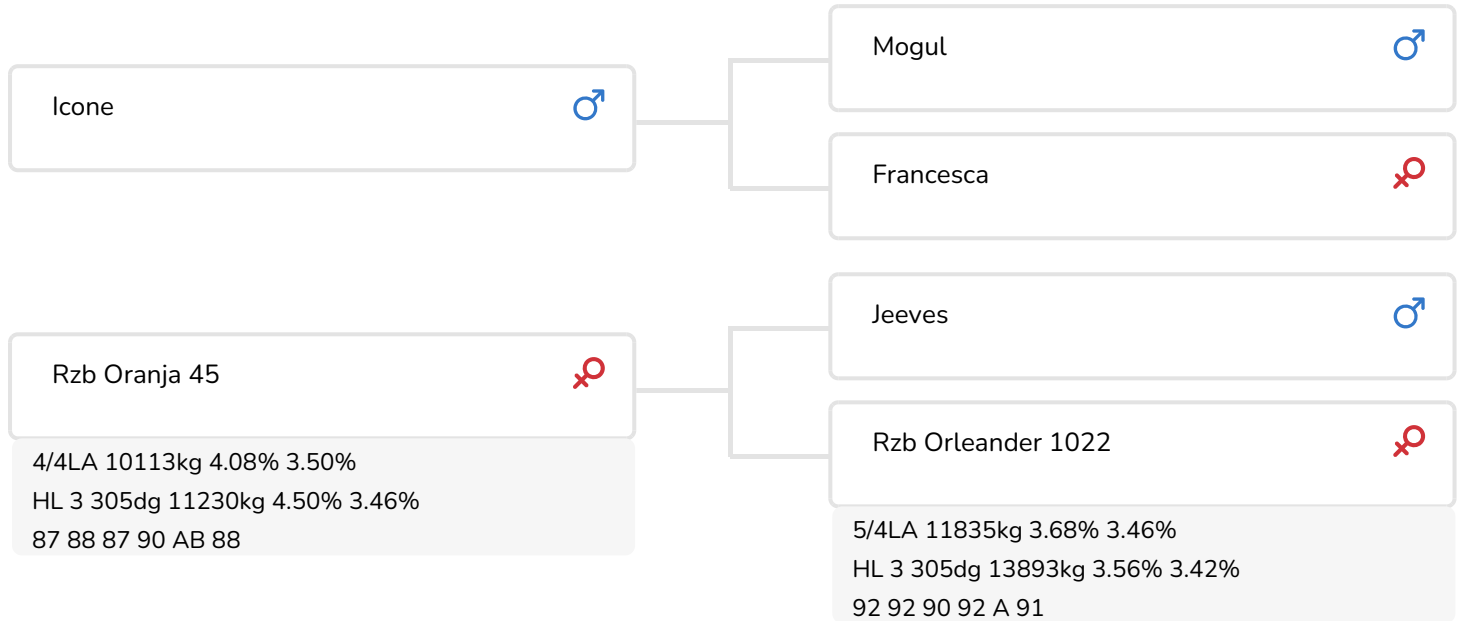 Mogul
Icone
Francesca
Jeeves
Rzb Oranja 45
4/4LA 10113kg 4.08% 3.50%
HL 3 305dg 11230kg 4.50% 3.46%
87 88 87 90 AB 88
Rzb Orleander 1022
5/4LA 11835kg 3.68% 3.46%
HL 3 305dg 13893kg 3.56% 3.42%
92 92 90 92 A 91